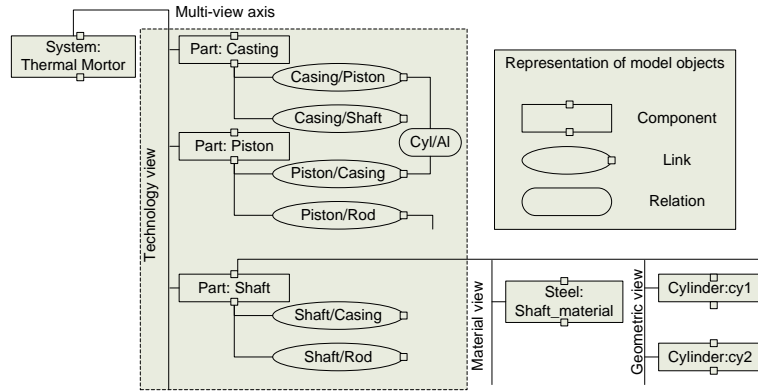 Multi-view axis
System:
Thermal Mortor
Technology view
Part: Casting
Casing/Piston
Casing/Shaft
Cyl/Al
Part: Piston
Piston/Casing
Piston/Rod
Part: Shaft
Shaft/Casing
Shaft/Rod
Representation of model objects
Component
Link
Relation
Material view
Steel:
Shaft_material
Geometric view
Cylinder:cy1
Cylinder:cy2